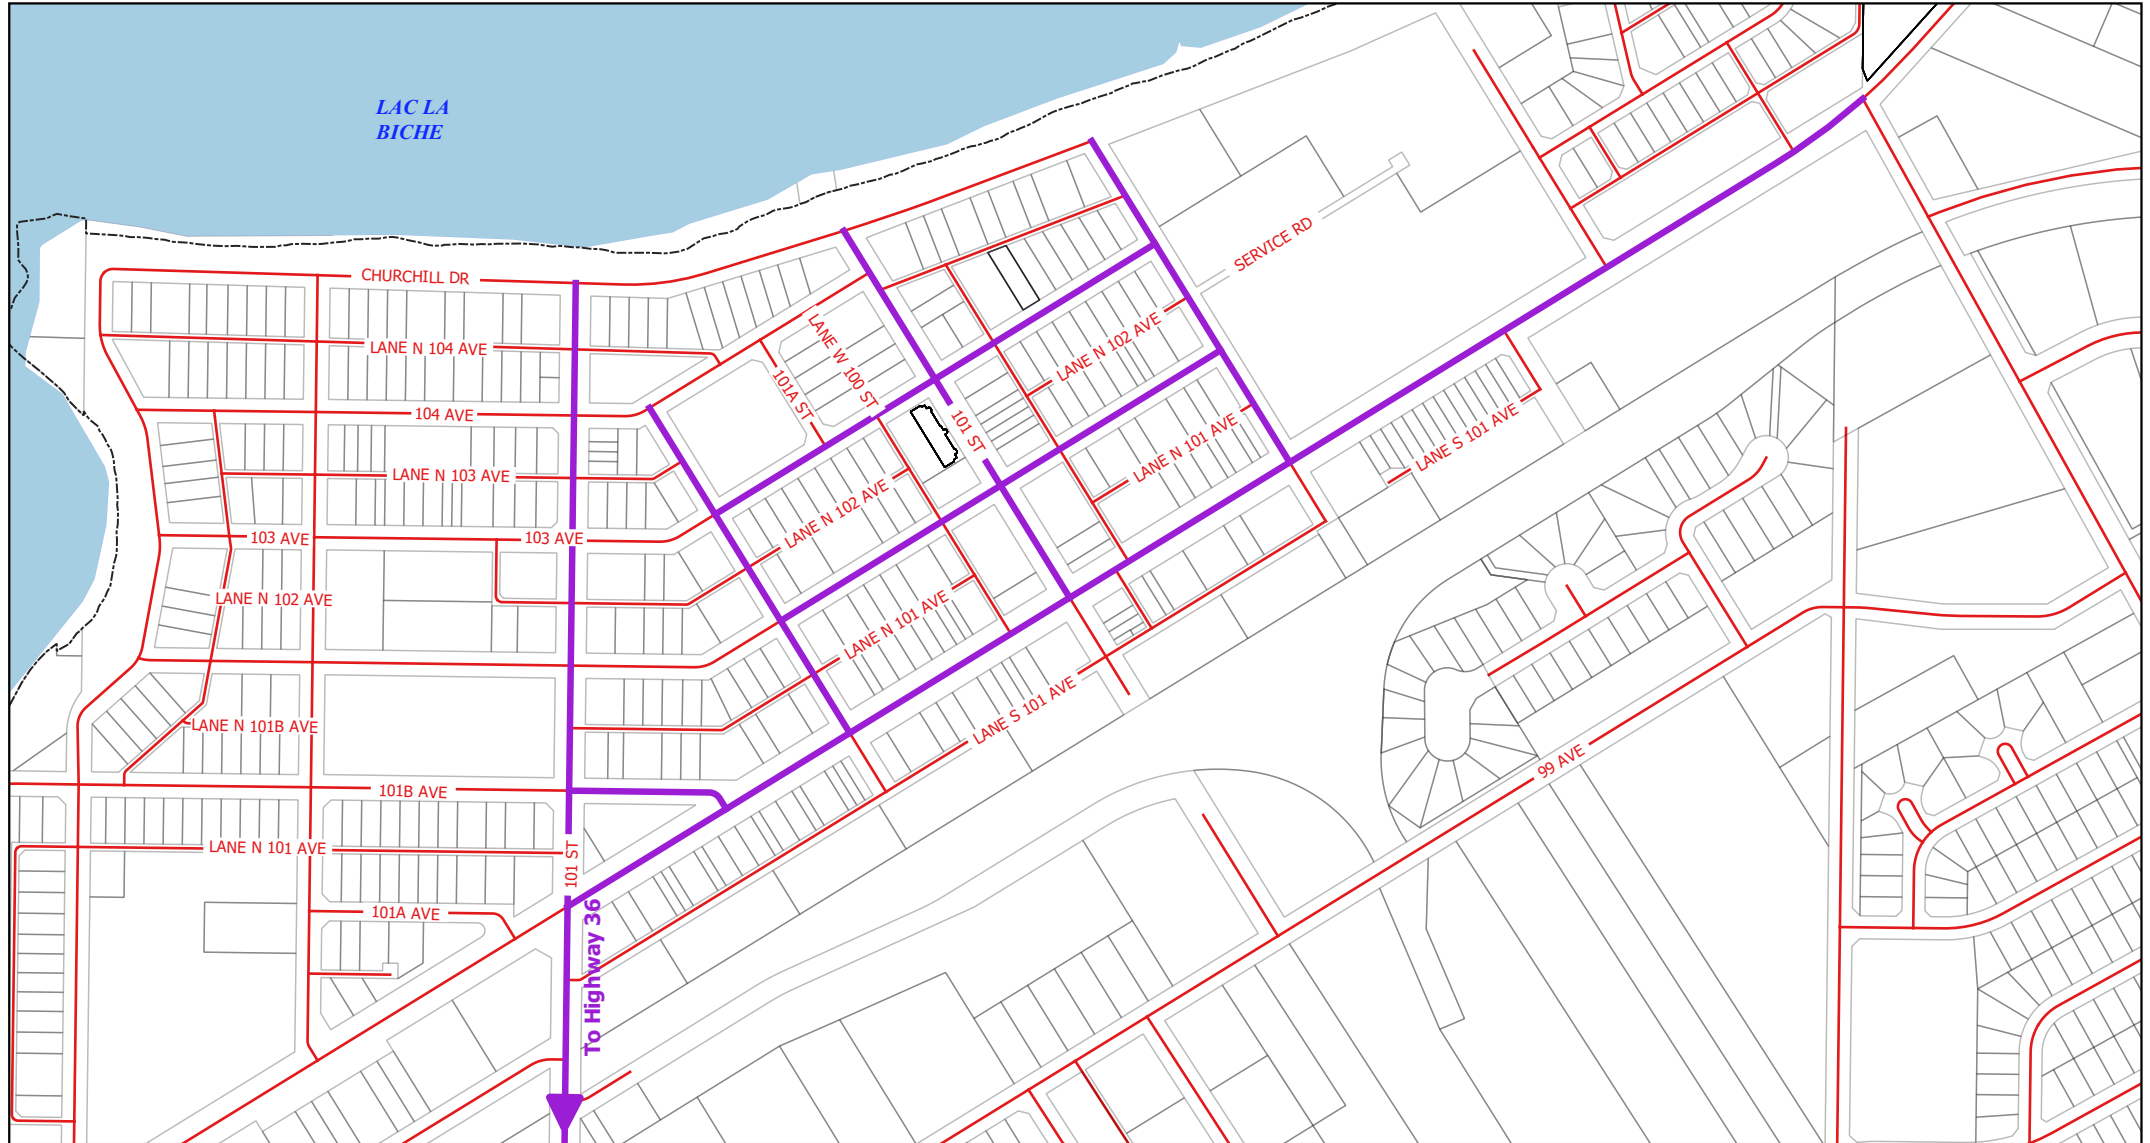 LAC LA
BICHE
SERVICE RD
CHURCHILL DR
LANE N 104 AVE
LANE W 100 ST
LANE N 102 AVE
101A ST
104 AVE
101 ST
LANE N 101 AVE
LANE S 101 AVE
LANE N 103 AVE
LANE N 102 AVE
103 AVE
103 AVE
LANE N 102 AVE
LANE N 101 AVE
LANE S 101 AVE
LANE N 101B AVE
99 AVE
101B AVE
LANE N 101 AVE
101 ST
101A AVE
To Highway 36